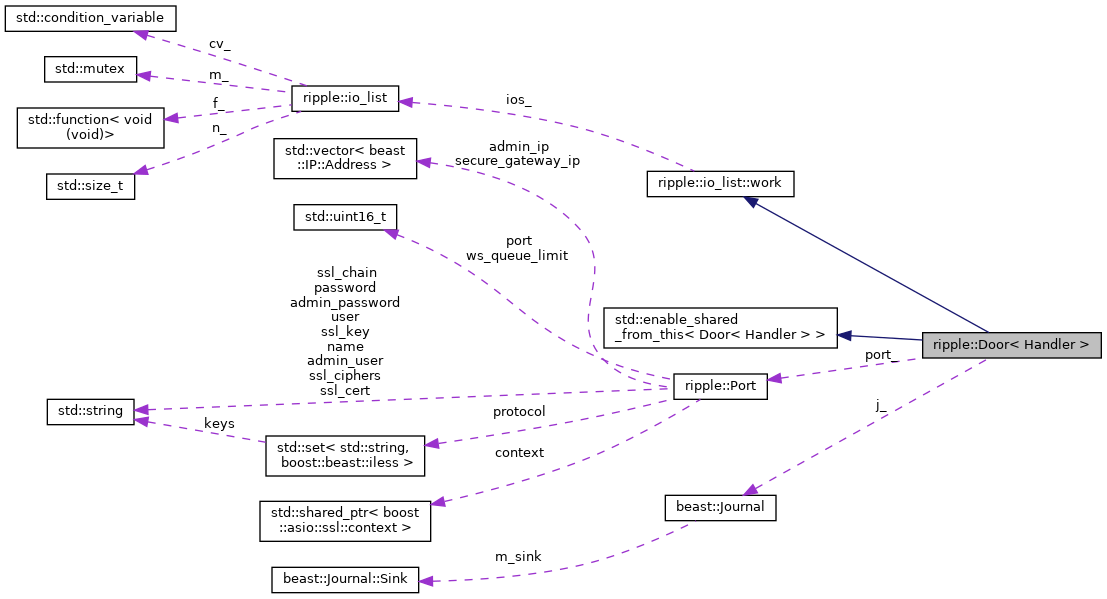 std::condition_variable
cv_
std::mutex
m_
ripple::io_list
ios_
f_
std::function< void
(void)>
n_
std::size_t
std::vector< beast
::IP::Address >
admin_ip
secure_gateway_ip
ripple::io_list::work
std::uint16_t
port
ws_queue_limit
ssl_chain
password
admin_password
user
ssl_key
name
admin_user
ssl_ciphers
ssl_cert
std::enable_shared
_from_this< Door< Handler > >
ripple::Door< Handler >
port_
ripple::Port
j_
std::string
keys
protocol
std::set< std::string,
boost::beast::iless >
context
std::shared_ptr< boost
::asio::ssl::context >
beast::Journal
m_sink
beast::Journal::Sink